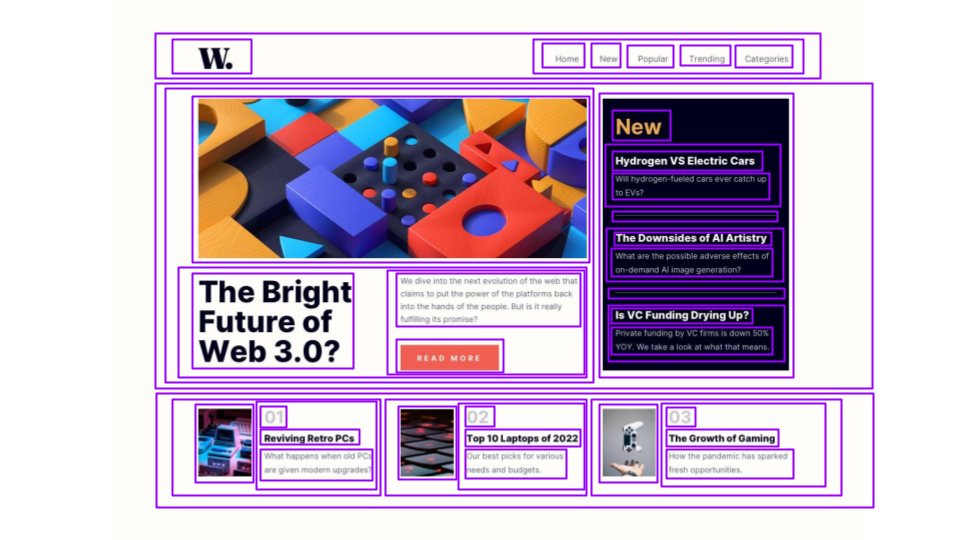 W.
Home New Popular Trending Categories
The Bright
Future of
Web 3.0?
We dive into the next evolution of the web that
claims to put the power of the platforms back
into the hands of the people. But is it really
fulfilling its promise?
READ MORE
New
Hydrogen VS Electric Cars
Will hydrogen-fueled cars ever catch up
to EVs?
The Downsides of AI Artistry
What are the possible adverse effects of
on-demand AI image generation?
Is VC Funding Drying Up?
Private funding by VC firms is down 50%
YOY. We take a look at what that means.
01
Reviving Retro PCs
What happens when old PCs
are given modern upgrades?
02
Top 10 Laptops of 2022
Our best picks for various
needs and budgets.
03
The Growth of Gaming
How the pandemic has sparked
fresh opportunities.